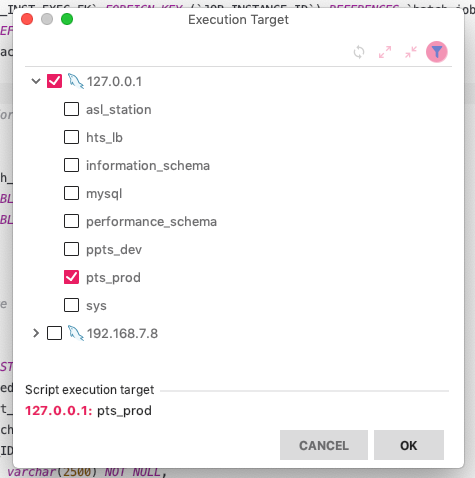 _INST_EXEC_FK` FOREIGN KEY (`JOB_INSTANCE_ID`) REFERENCES `batch_job
Execution Target
127.0.0.1
asl_station
hts_lb
information_schema
mysql
performance_schema
ppts_dev
pts_prod
sys
192.168.7.8
Script execution target
127.0.0.1: pts_prod
CANCEL
OK
varchar(2500) NOT NULL,